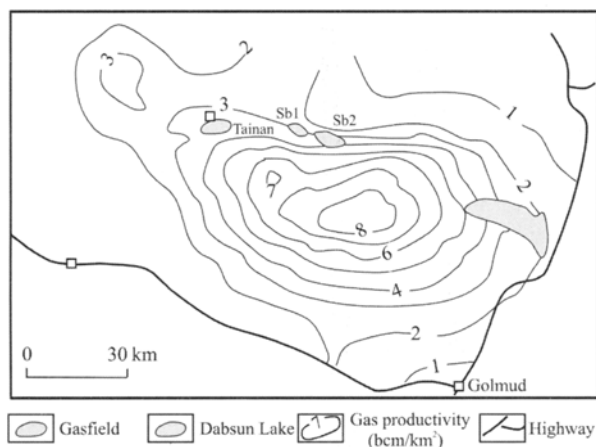 2
3
1
3
Sb1
Sb2
Tainan
2
7
8
6
4
2
0 30 km
1
Golmud
Gasfield
Dabsun Lake
7
Gas productivity
(bcm/km²)
Highway